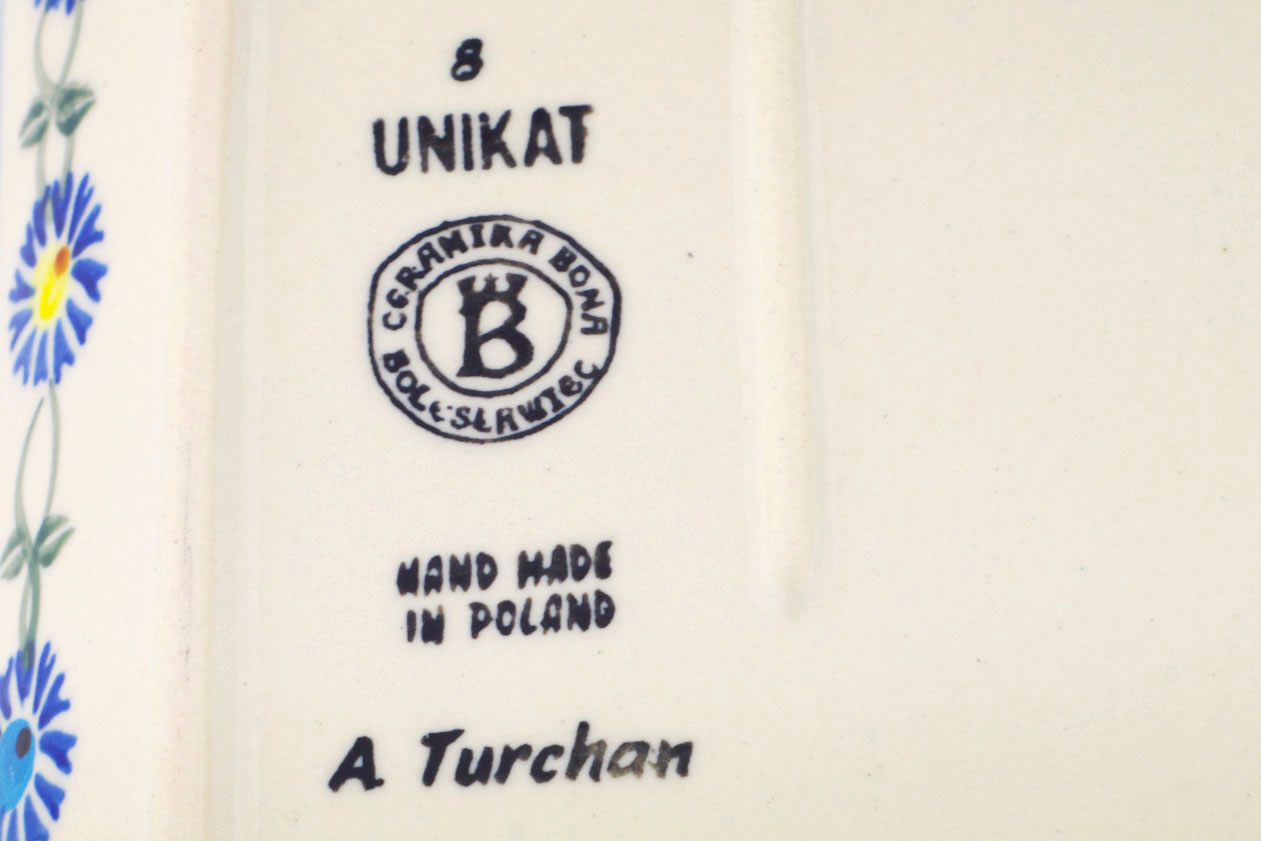 8
UNIKAT
CERAMIKA BONA
B
BOLESŁAWIEC
HAND MADE
IN POLAND
A. Turchan